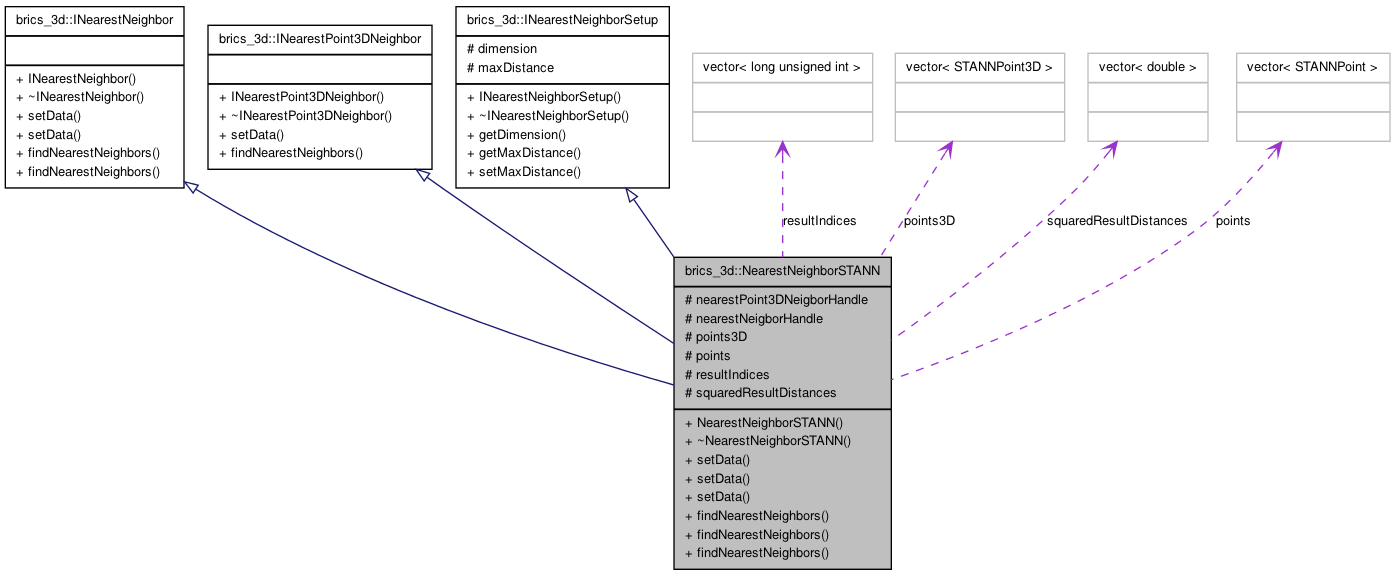 brics_3d::INearestNeighbor
+ INearestNeighbor()
+ ~INearestNeighbor()
+ setData()
+ setData()
+ findNearestNeighbors()
+ findNearestNeighbors()
brics_3d::INearestPoint3DNeighbor
+ INearestPoint3DNeighbor()
+ ~INearestPoint3DNeighbor()
+ setData()
+ findNearestNeighbors()
brics_3d::INearestNeighborSetup
# dimension
# maxDistance
+ INearestNeighborSetup()
+ ~INearestNeighborSetup()
+ getDimension()
+ getMaxDistance()
+ setMaxDistance()
vector< long unsigned int >
vector< STANNPoint3D >
vector< double >
vector< STANNPoint >
resultIndices
points3D
squaredResultDistances
points
brics_3d::NearestNeighborSTANN
# nearestPoint3DNeigborHandle
# nearestNeigborHandle
# points3D
# points
# resultIndices
# squaredResultDistances
+ NearestNeighborSTANN()
+ ~NearestNeighborSTANN()
+ setData()
+ setData()
+ setData()
+ findNearestNeighbors()
+ findNearestNeighbors()
+ findNearestNeighbors()